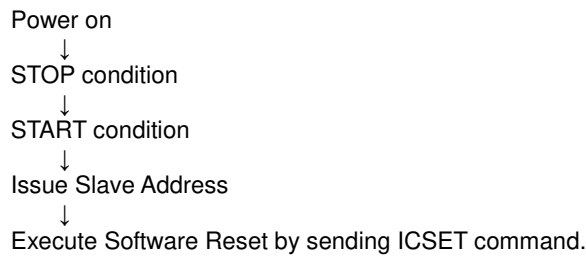 Power on
↓
STOP condition
↓
START condition
↓
Issue Slave Address
↓
Execute Software Reset by sending ICSET command.